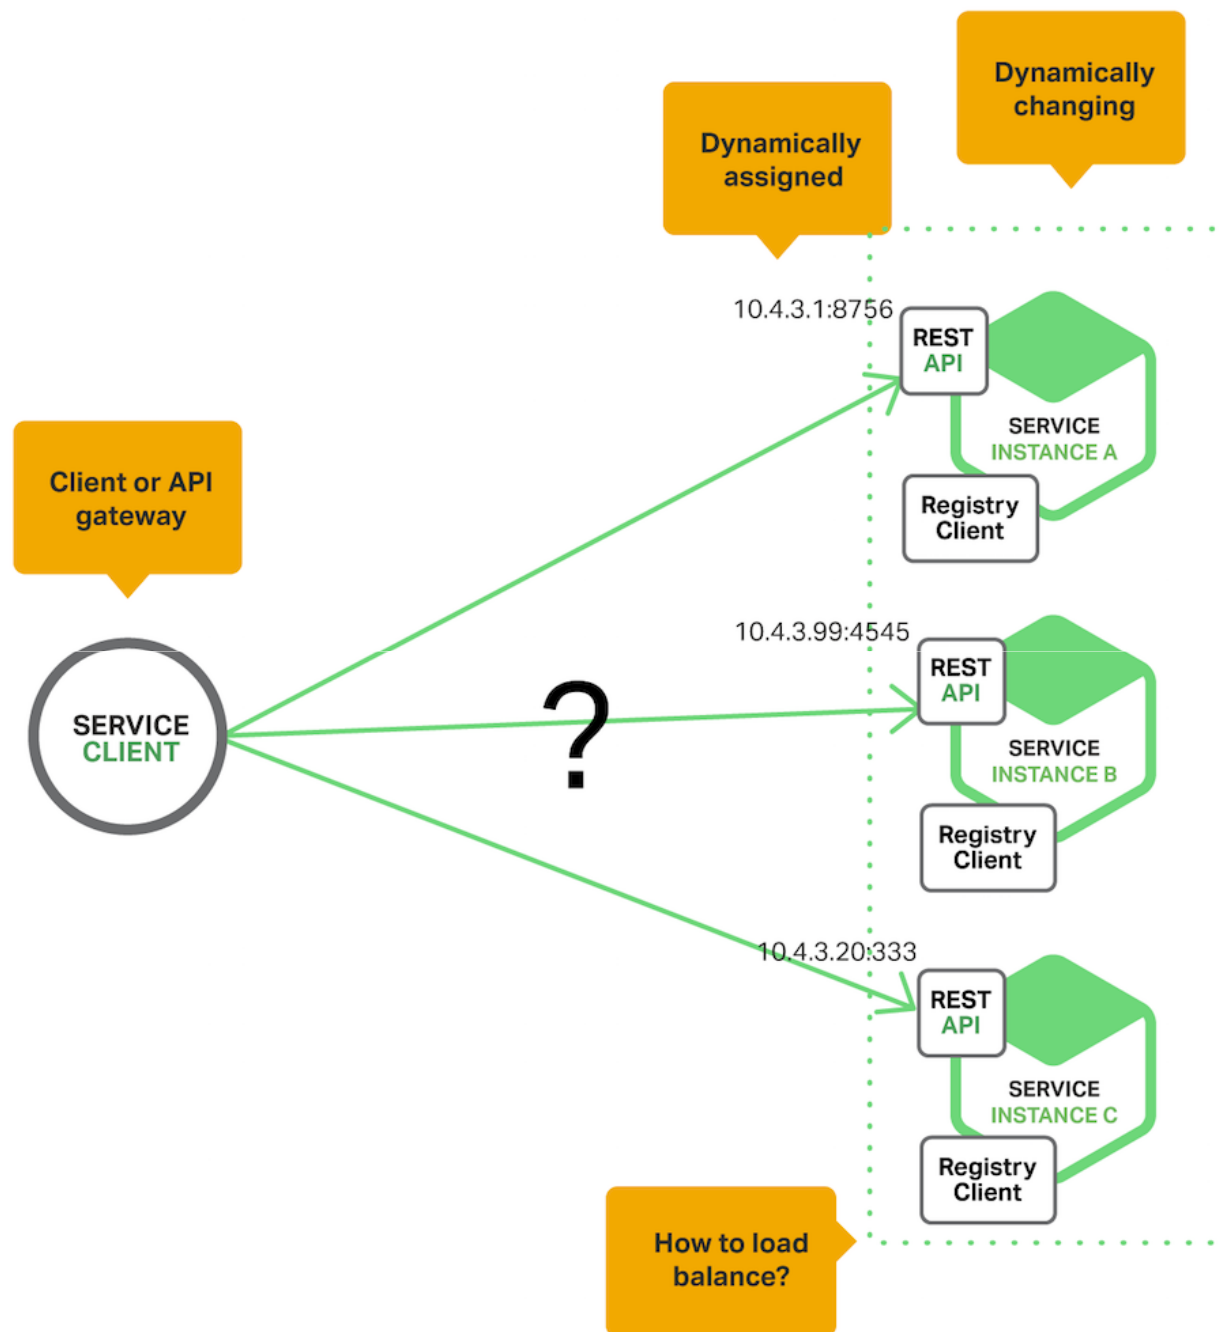 Dynamically
changing
Dynamically
assigned
10.4.3.1:8756
REST
API
SERVICE
INSTANCE A
Registry
Client
Client or API
gateway
10.4.3.99:4545
REST
API
SERVICE
CLIENT
?
SERVICE
INSTANCE B
Registry
Client
10.4.3.20:333
REST
API
SERVICE
INSTANCE C
Registry
Client
How to load
balance?